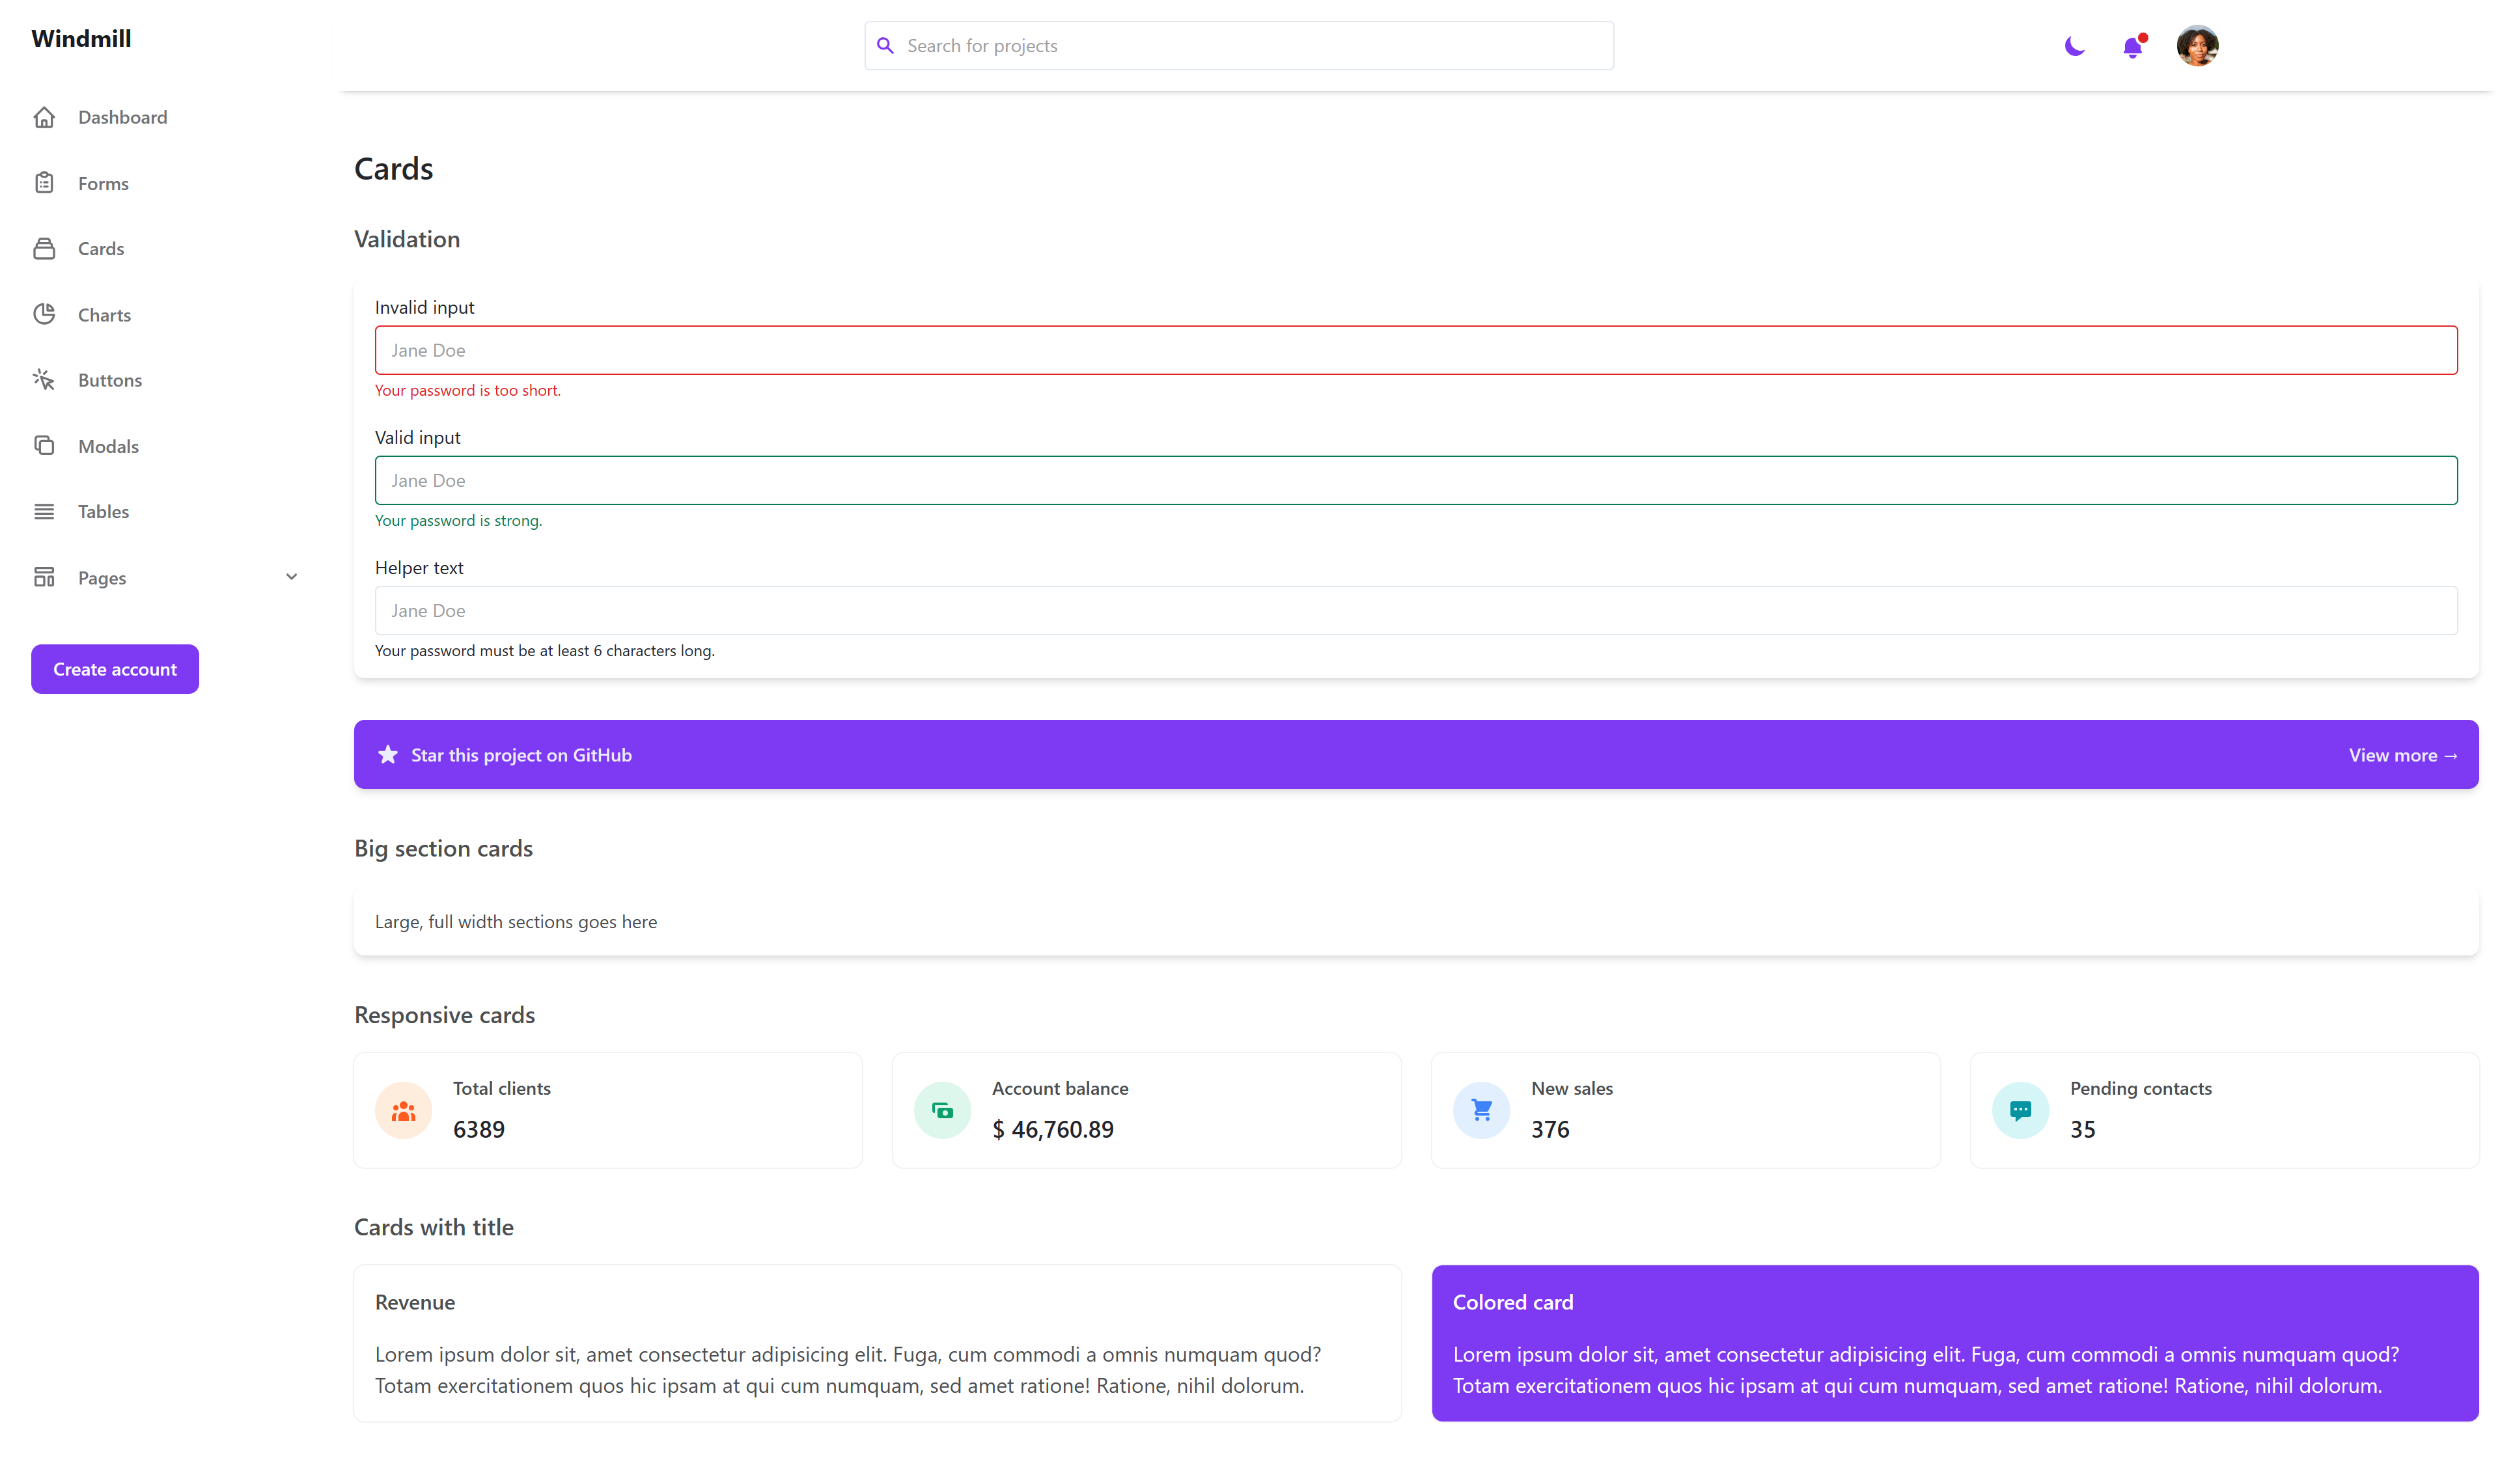 Windmill
Search for projects
Dashboard
Forms
Cards
Charts
Buttons
Modals
Tables
Pages
Create account
Cards
Validation
Invalid input
Jane Doe
Your password is too short.
Valid input
Jane Doe
Your password is strong.
Helper text
Jane Doe
Your password must be at least 6 characters long.
Star this project on GitHub
View more →
Big section cards
Large, full width sections goes here
Responsive cards
Total clients
6389
Account balance
$ 46,760.89
New sales
376
Pending contacts
35
Cards with title
Revenue
Lorem ipsum dolor sit, amet consectetur adipisicing elit. Fuga, cum commodi a omnis numquam quod?
Totam exercitationem quos hic ipsam at qui cum numquam, sed amet ratione! Ratione, nihil dolorum.
Colored card
Lorem ipsum dolor sit, amet consectetur adipisicing elit. Fuga, cum commodi a omnis numquam quod?
Totam exercitationem quos hic ipsam at qui cum numquam, sed amet ratione! Ratione, nihil dolorum.